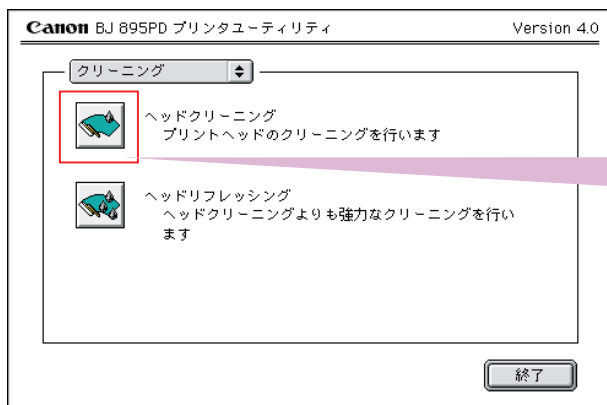 Canon BJ 895PD プリンタユーティリティ Version 4.0
クリーニング
ヘッドクリーニング
プリントヘッドのクリーニングを行います
ヘッドリフレッシング
ヘッドクリーニングよりも強力なクリーニングを行い
ます
終了